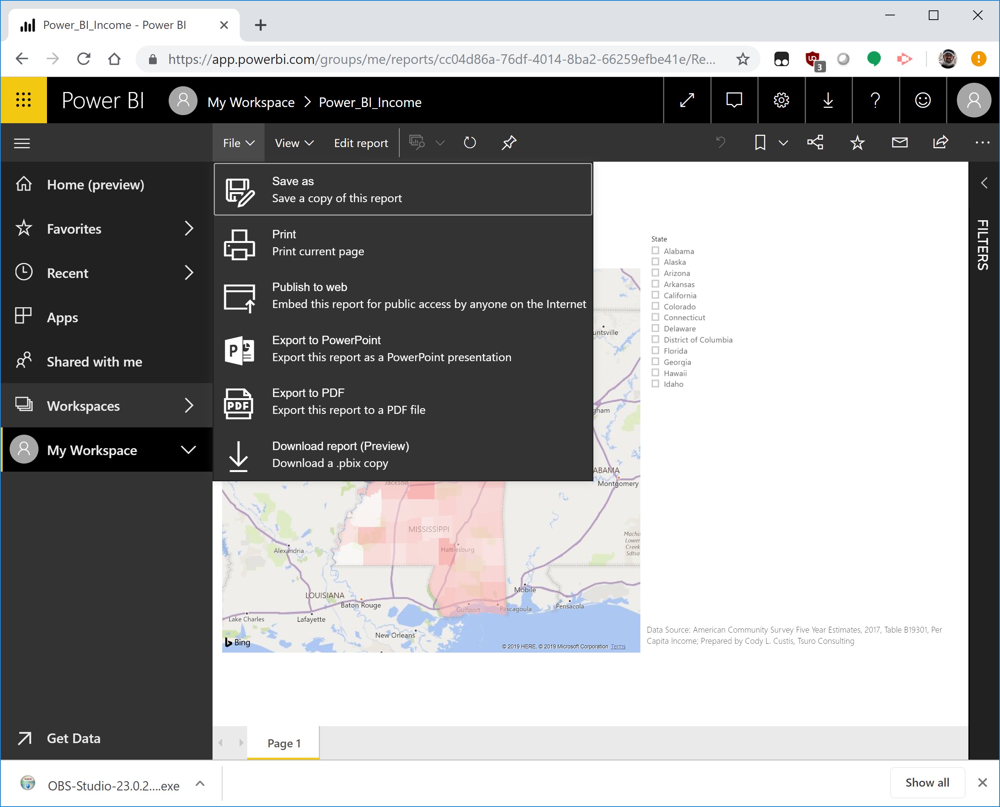 Power_BI_Income - Power BI
https://app.powerbi.com/groups/me/reports/cc04d86a-76df-4014-8ba2-66259efbe41e/Re...
3
Power BI
My Workspace
Power_BI_Income
File
View
Edit report
Home (preview)
Favorites
Recent
Apps
Shared with me
Workspaces
My Workspace
Get Data
Save as
Save a copy of this report
Print
Print current page
Publish to web
Embed this report for public access by anyone on the Internet
Export to PowerPoint
Export this report as a PowerPoint presentation
PDF
Export to PDF
Export this report to a PDF file
Download report (Preview)
Download a .pbix copy
State
Alabama
Alaska
Arizona
Arkansas
California
Colorado
Connecticut
Delaware
District of Columbia
Florida
Georgia
Hawaii
Idaho
FILTERS
untsville
gham
ABAMA
Montgomery
Jackson
MISSISSIPPI
Machis
Lower
Creek
Sdtsa
Alexandria
Hattiesburg
Mobile
LOUISIANA
Baton Rouge
Gulfport
Pascagoula
Pensacola
Lake Charles
Lafayette
New Orleans
Bing
© 2019 HERE, © 2019 Microsoft Corporation Terms
Data Source: American Community Survey Five Year Estimates, 2017, Table B19301, Per
Capita Income; Prepared by Cody L. Custis, Tsuro Consulting
Page 1
OBS-Studio-23.0.2....exe
Show all